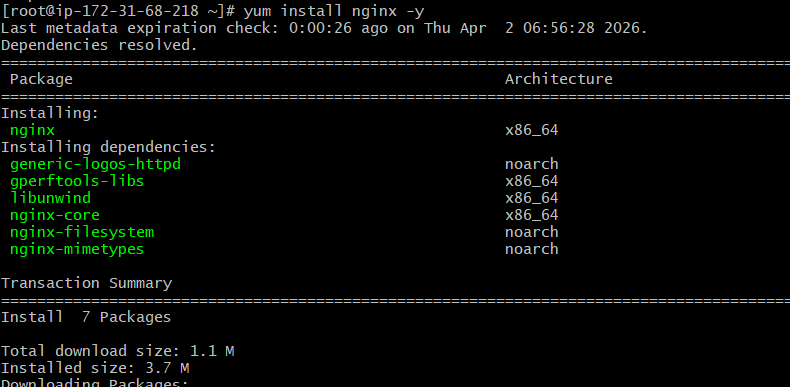 [root@ip-172-31-68-218 ~]# yum install nginx -y
Last metadata expiration check: 0:00:26 ago on Thu Apr  2 06:56:28 2026.
Dependencies resolved.
================================================================================
 Package                                                Architecture
================================================================================
Installing:
 nginx                                                  x86_64
Installing dependencies:
 generic-logos-httpd                                    noarch
 gperftools-libs                                        x86_64
 libunwind                                              x86_64
 nginx-core                                             x86_64
 nginx-filesystem                                       noarch
 nginx-mimetypes                                        noarch
Transaction Summary
================================================================================
Install  7 Packages
Total download size: 1.1 M
Installed size: 3.7 M
Downloading Packages: